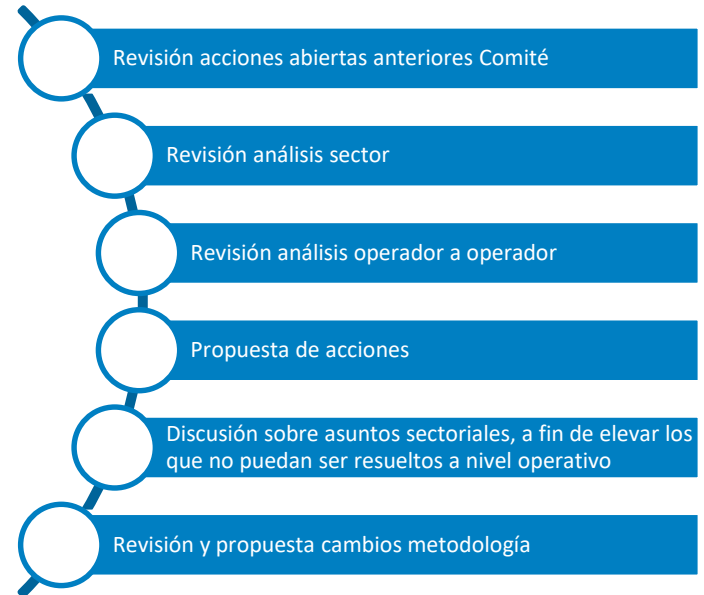 Revisión acciones abiertas anteriores Comité
Revisión análisis sector
Revisión análisis operador a operador
Propuesta de acciones
Discusión sobre asuntos sectoriales, a fin de elevar los
que no puedan ser resueltos a nivel operativo
Revisión y propuesta cambios metodología